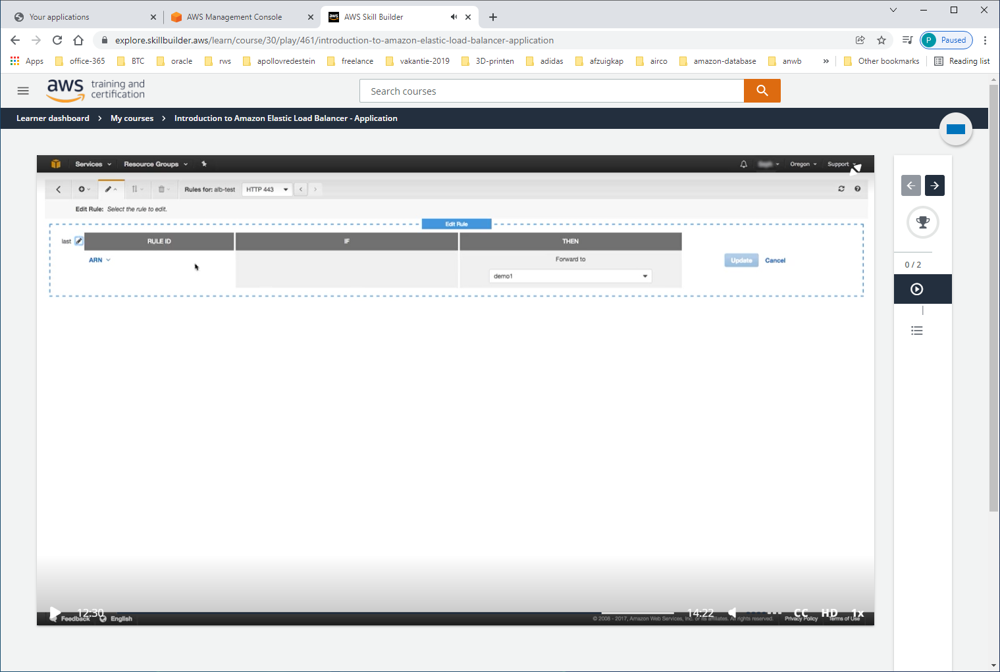 Your applications
AWS Management Console
aws AWS Skill Builder
explore.skillbuilder.aws/learn/course/30/play/461/introduction-to-amazon-elastic-load-balancer-application
P Paused
Apps office-365 BTC oracle rws apollovredestein freelance vakantie-2019 3D-printen adidas afzuigkap airco amazon-database anwb » Other bookmarks Reading list
aws training and
certification
Search courses
Learner dashboard > My courses > Introduction to Amazon Elastic Load Balancer - Application
Services Resource Groups Oregon Support
Rules for: alb-test HTTP 443
Edit Rule: Select the rule to edit.
Edit Rule
last RULE ID IF THEN
ARN Forward to Update Cancel
demo1
0 / 2
12:30 14:22 CC HD 1x
Feedback English © 2008 - 2017, Amazon Web Services, Inc. or its affiliates. All rights reserved. Privacy Policy Terms of Use